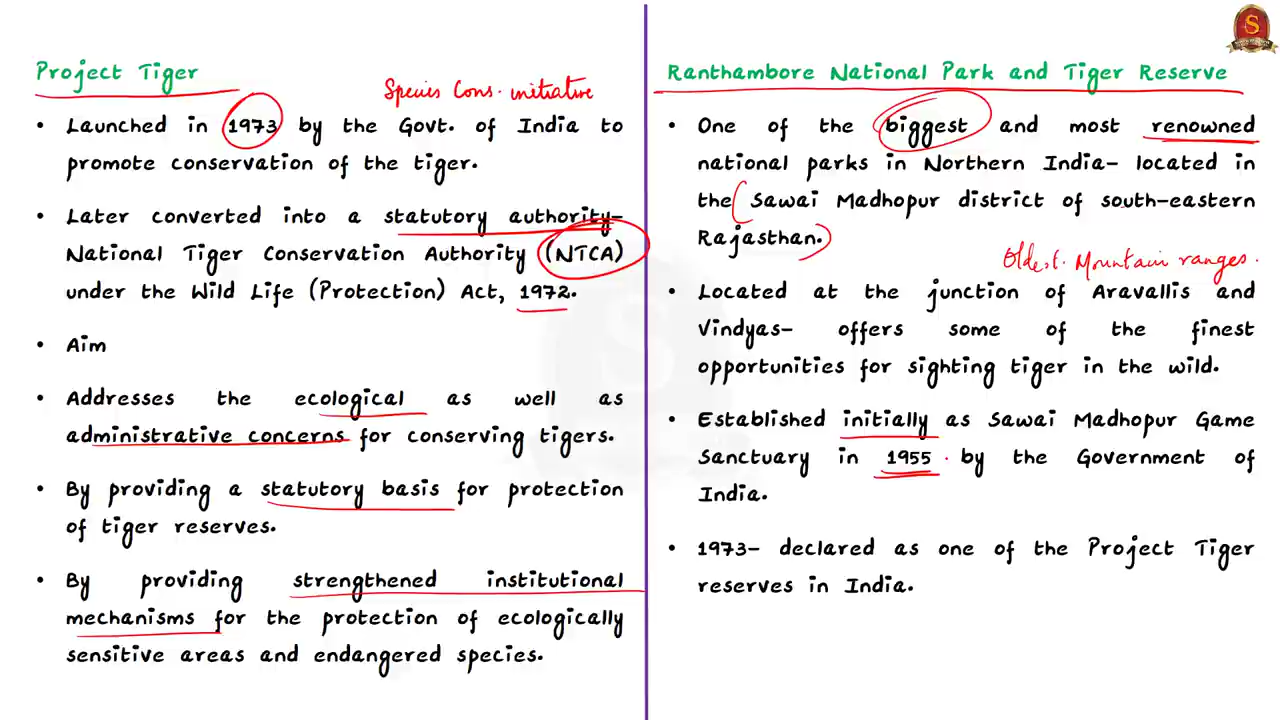 Project Tiger
Species Cons. initiative
• Launched in 1973 by the Govt. of India to
promote conservation of the tiger.
• Later converted into a statutory authority-
National Tiger Conservation Authority (NTCA)
under the Wild Life (Protection) Act, 1972.
• Aim
• Addresses the ecological as well as
administrative concerns for conserving tigers.
• By providing a statutory basis for protection
of tiger reserves.
• By providing strengthened institutional
mechanisms for the protection of ecologically
sensitive areas and endangered species.
Ranthambore National Park and Tiger Reserve
• One of the biggest and most renowned
national parks in Northern India- located in
the Sawai Madhopur district of south-eastern
Rajasthan.
Oldest Mountain ranges.
• Located at the junction of Aravallis and
Vindyas- offers some of the finest
opportunities for sighting tiger in the wild.
• Established initially as Sawai Madhopur Game
Sanctuary in 1955 by the Government of
India.
• 1973- declared as one of the Project Tiger
reserves in India.
S